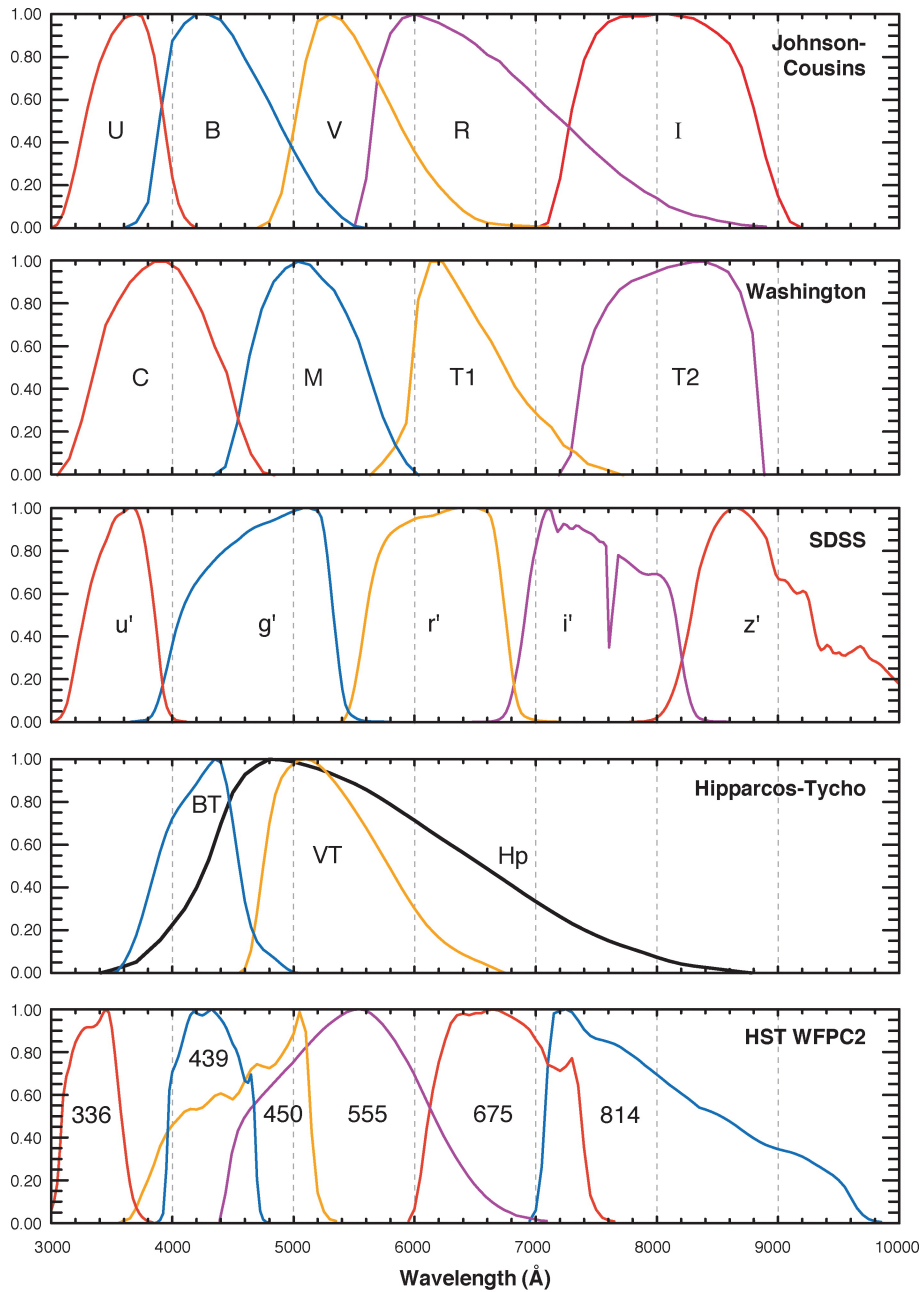 1.00
0.80
0.60
0.40
0.20
0.00
Johnson-
Cousins
U B V R I
1.00
0.80
0.60
0.40
0.20
0.00
Washington
C M T1 T2
1.00
0.80
0.60
0.40
0.20
0.00
SDSS
u' g' r' i' z'
1.00
0.80
0.60
0.40
0.20
0.00
Hipparcos-Tycho
BT
VT Hp
1.00
0.80
0.60
0.40
0.20
0.00
HST WFPC2
439
336 450 555 675 814
3000 4000 5000 6000 7000 8000 9000 10000
Wavelength (Å)